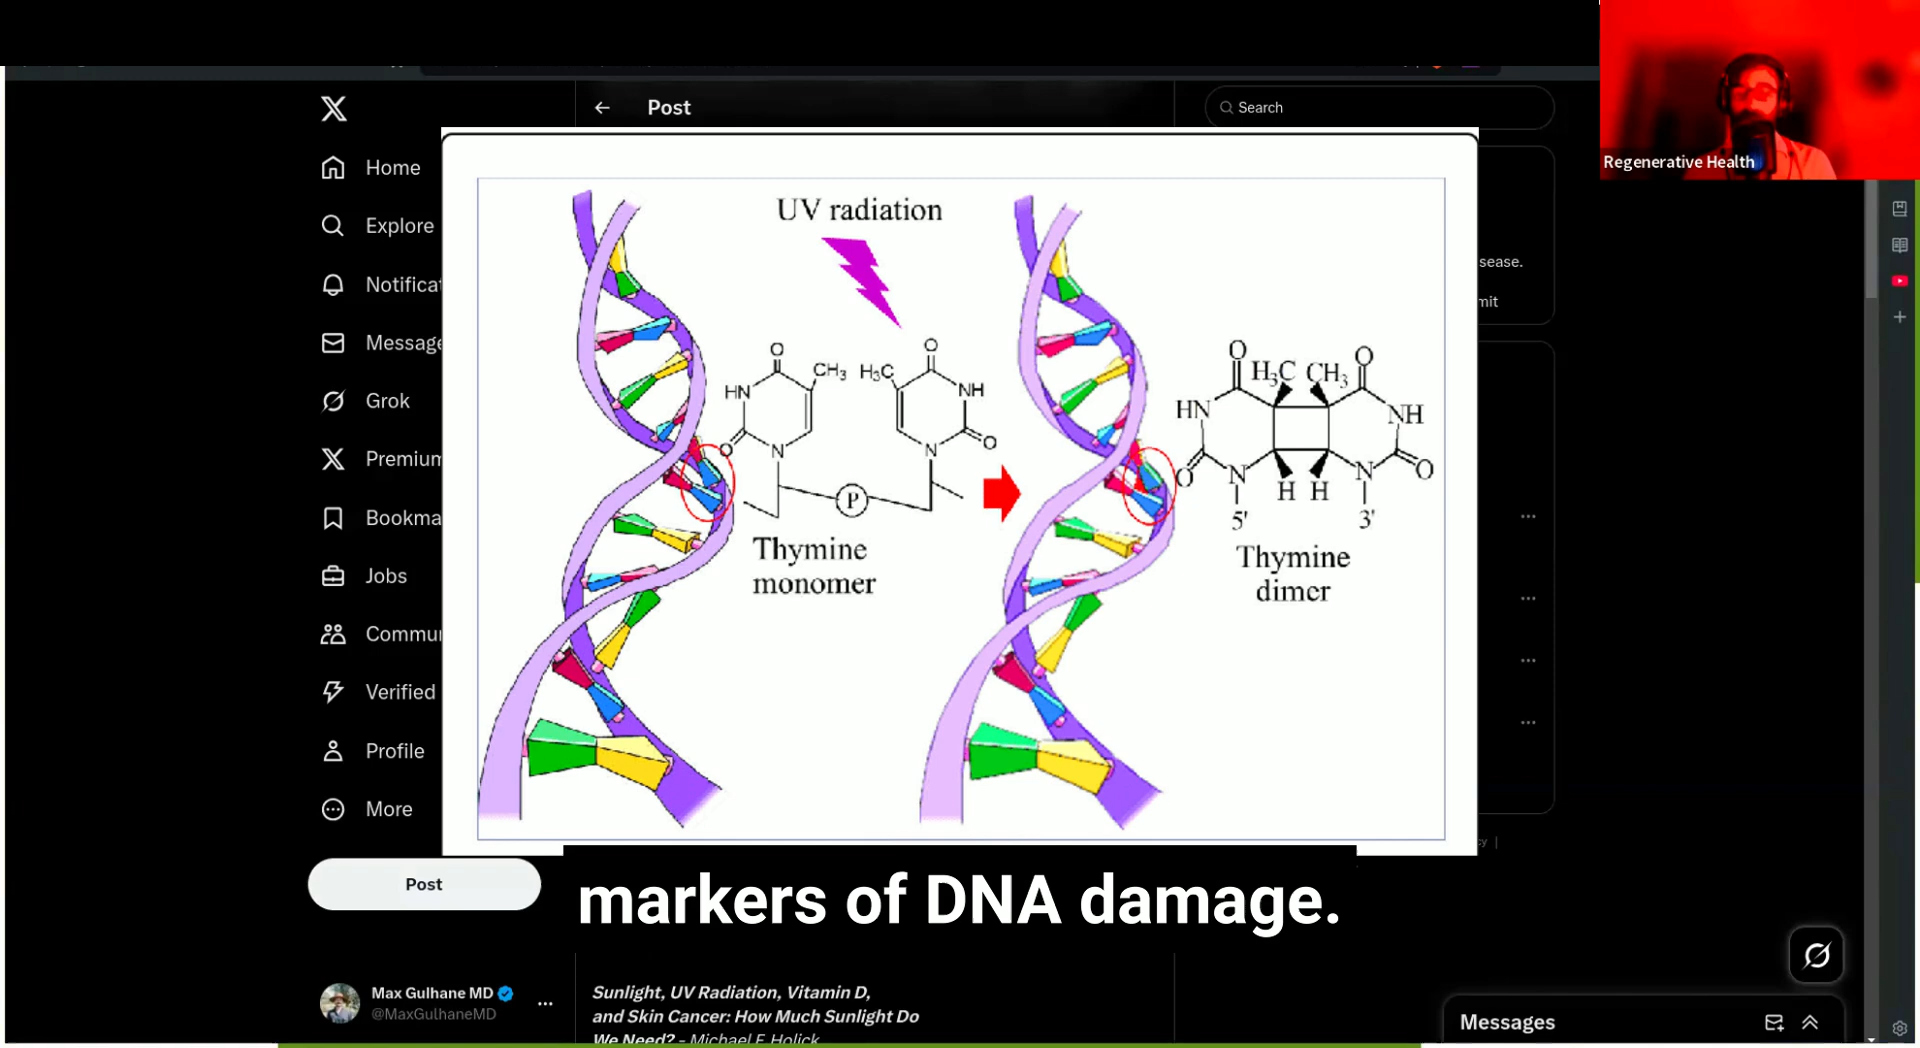 Post
Search
Regenerative Health
Home
Explore
Notificat
Message
Grok
Premium
Bookma
Jobs
Commun
Verified
Profile
More
Post
Max Gulhane MD
@MaxGulhaneMD
UV radiation
O
CH3
H3C
O
HN
NH
O
N
N
O
P
Thymine
monomer
O
H3C
CH3
O
HN
NH
O
N
H
H
N
O
5'
3'
Thymine
dimer
sease.
mit
cy |
markers of DNA damage.
Sunlight, UV Radiation, Vitamin D,
and Skin Cancer: How Much Sunlight Do
We Need? - Michael F Holick
Messages